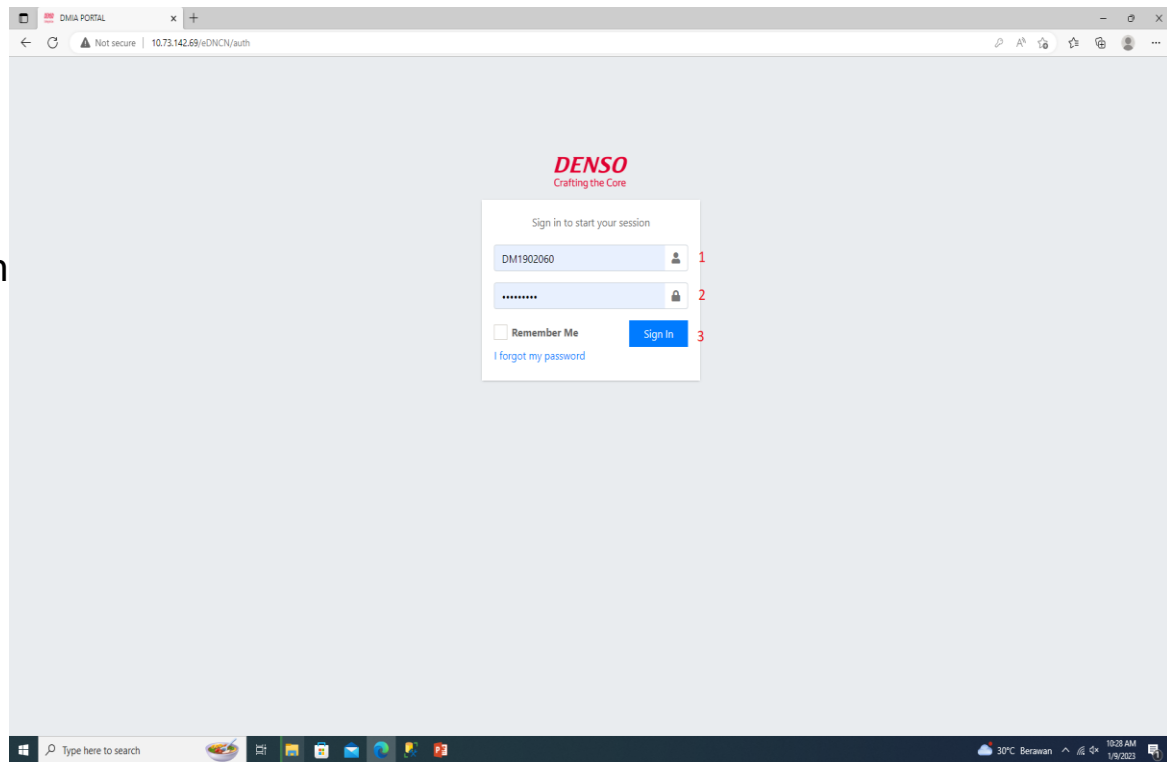 DMIA PORTAL
Not secure | 10.73.142.69/eDNCN/auth
DENSO
Crafting the Core
Sign in to start your session
DM1902060 1
••••••••• 2
Remember Me Sign In 3
I forgot my password
n
Type here to search
30°C Berawan
10:28 AM
1/9/2023